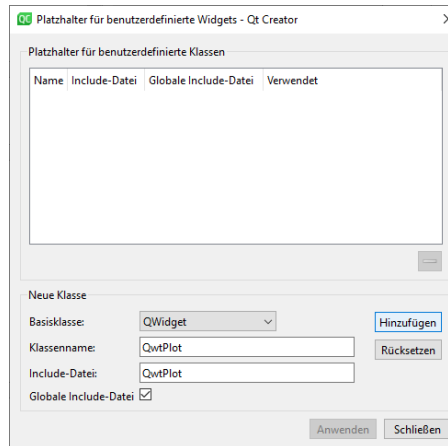 Platzhalter für benutzerdefinierte Widgets - Qt Creator
Platzhalter für benutzerdefinierte Klassen
Name Include-Datei Globale Include-Datei Verwendet
Neue Klasse
Basisklasse: QWidget Hinzufügen
Klassenname: QwtPlot Rücksetzen
Include-Datei: QwtPlot
Globale Include-Datei
Anwenden Schließen